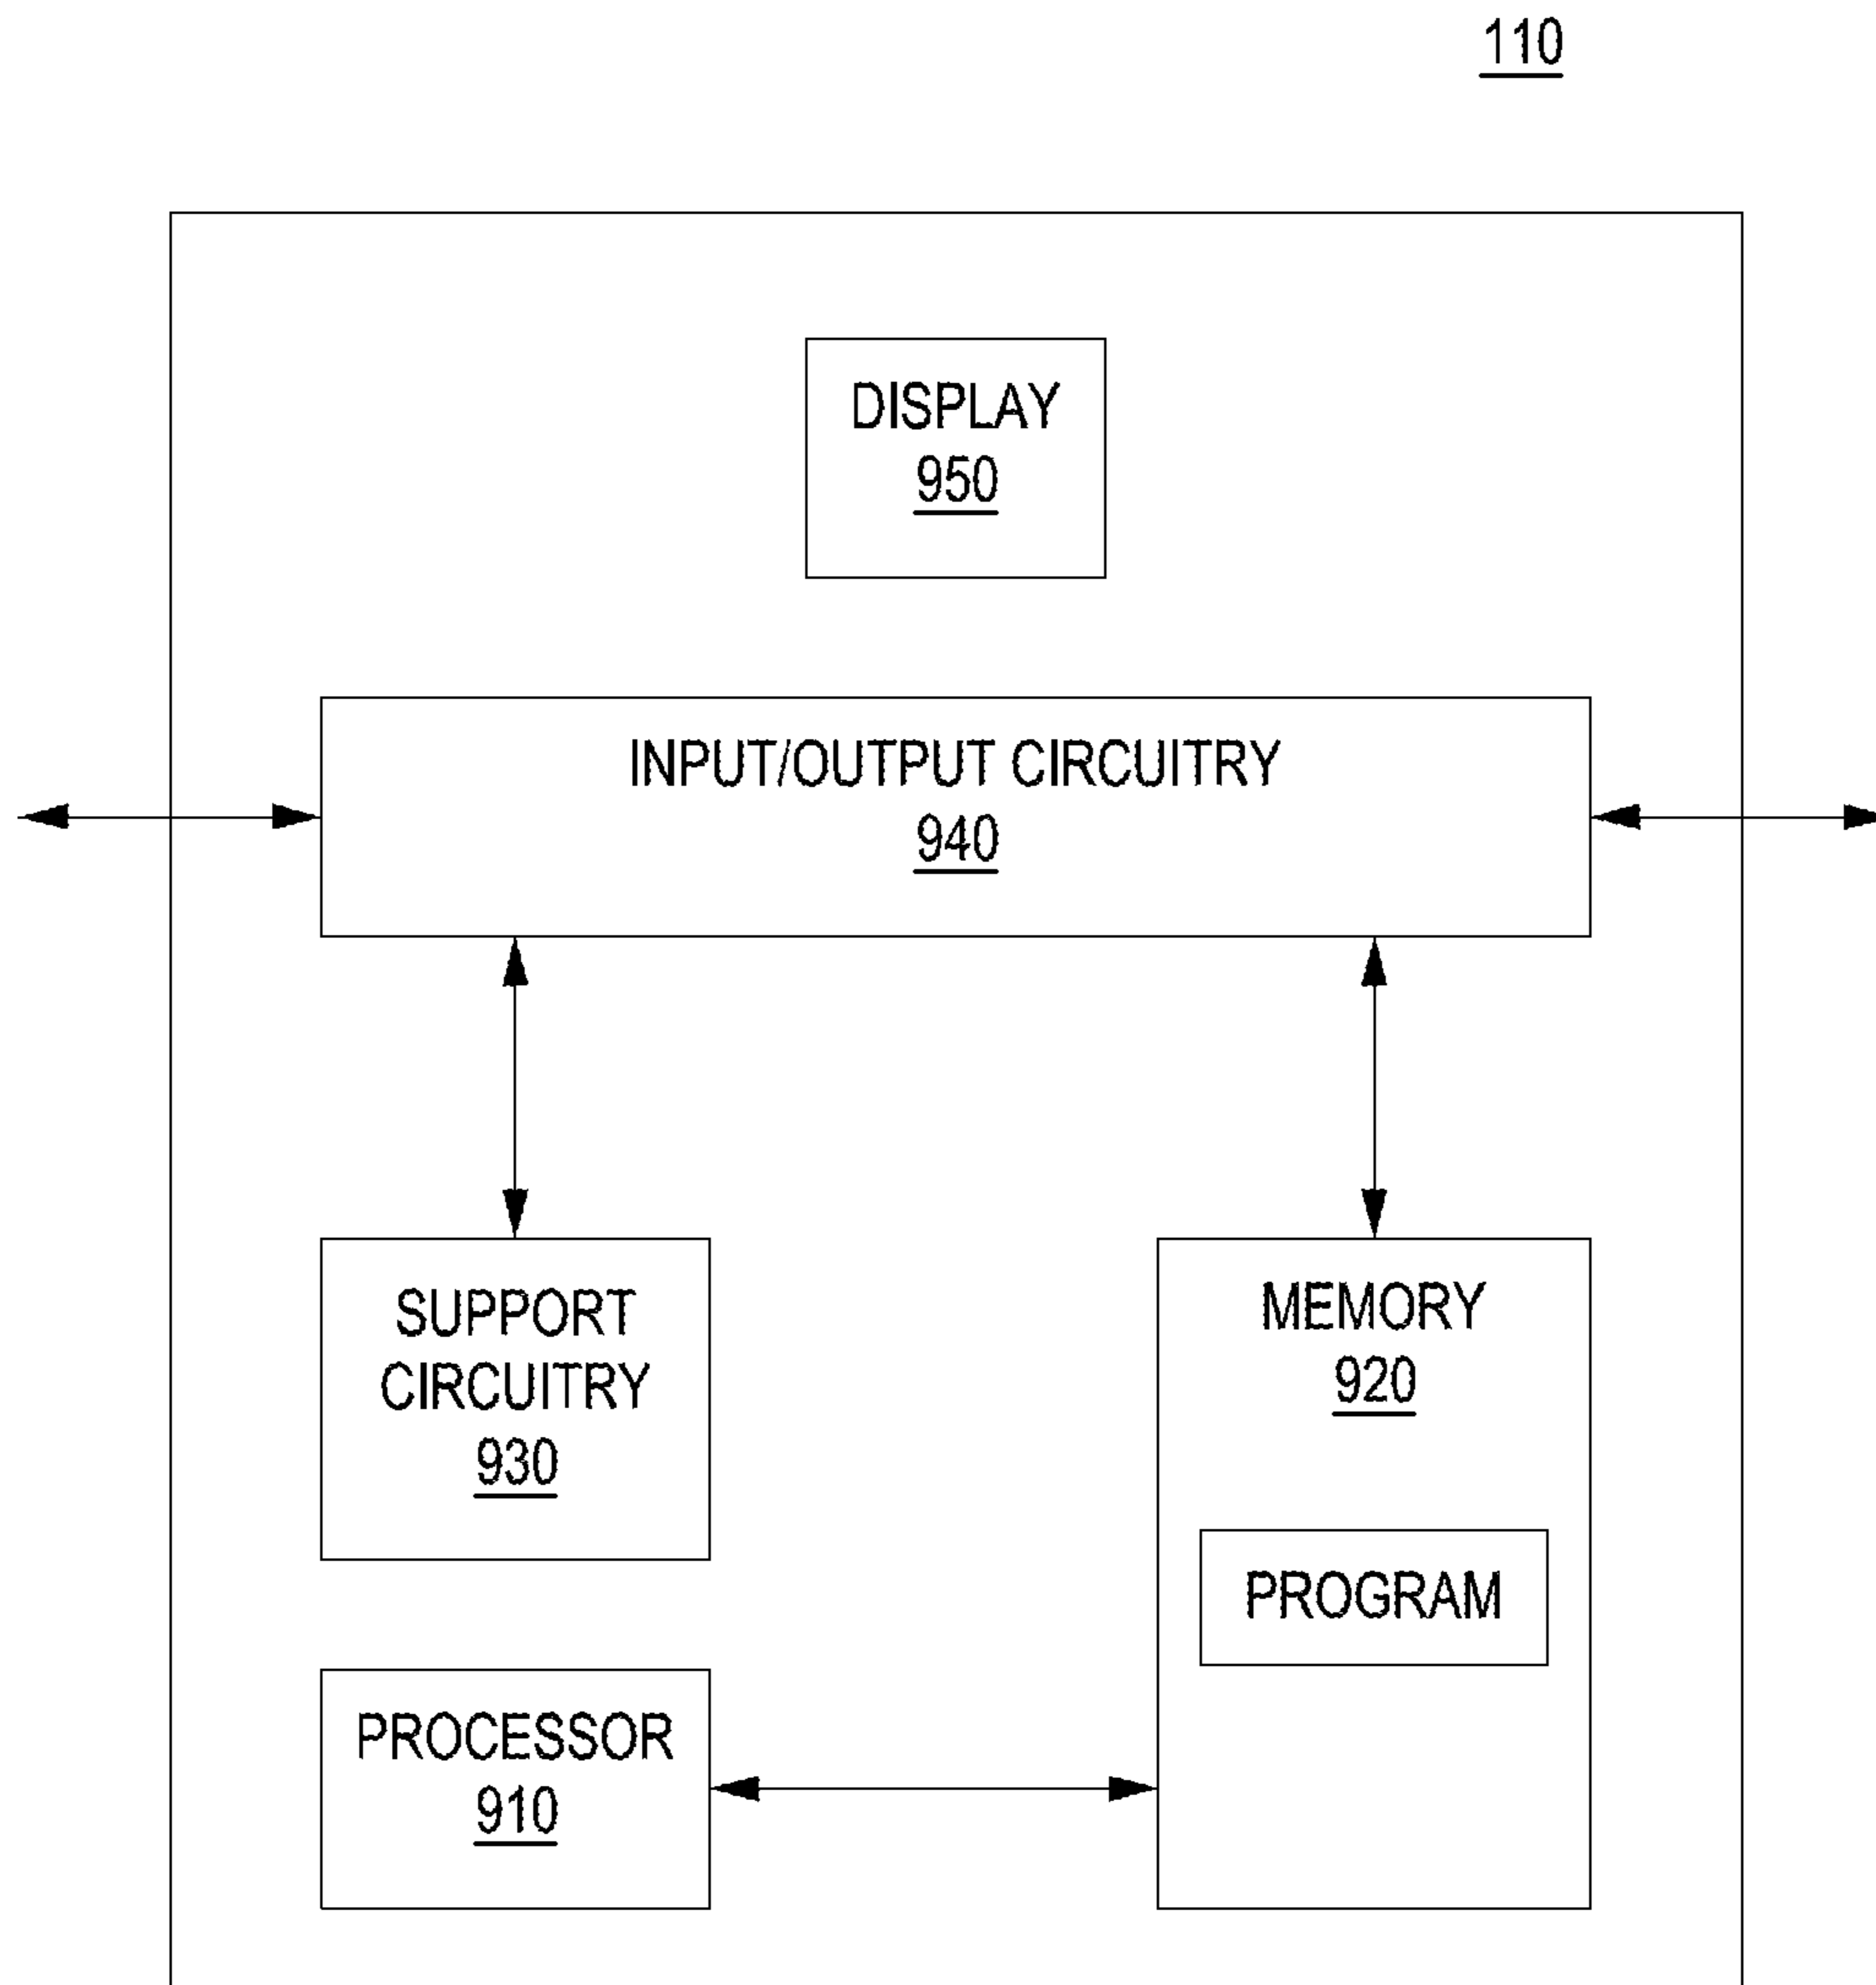 110
DISPLAY
950
INPUT/OUTPUT CIRCUITRY
940
SUPPORT
CIRCUITRY
930
MEMORY
920
PROGRAM
PROCESSOR
910